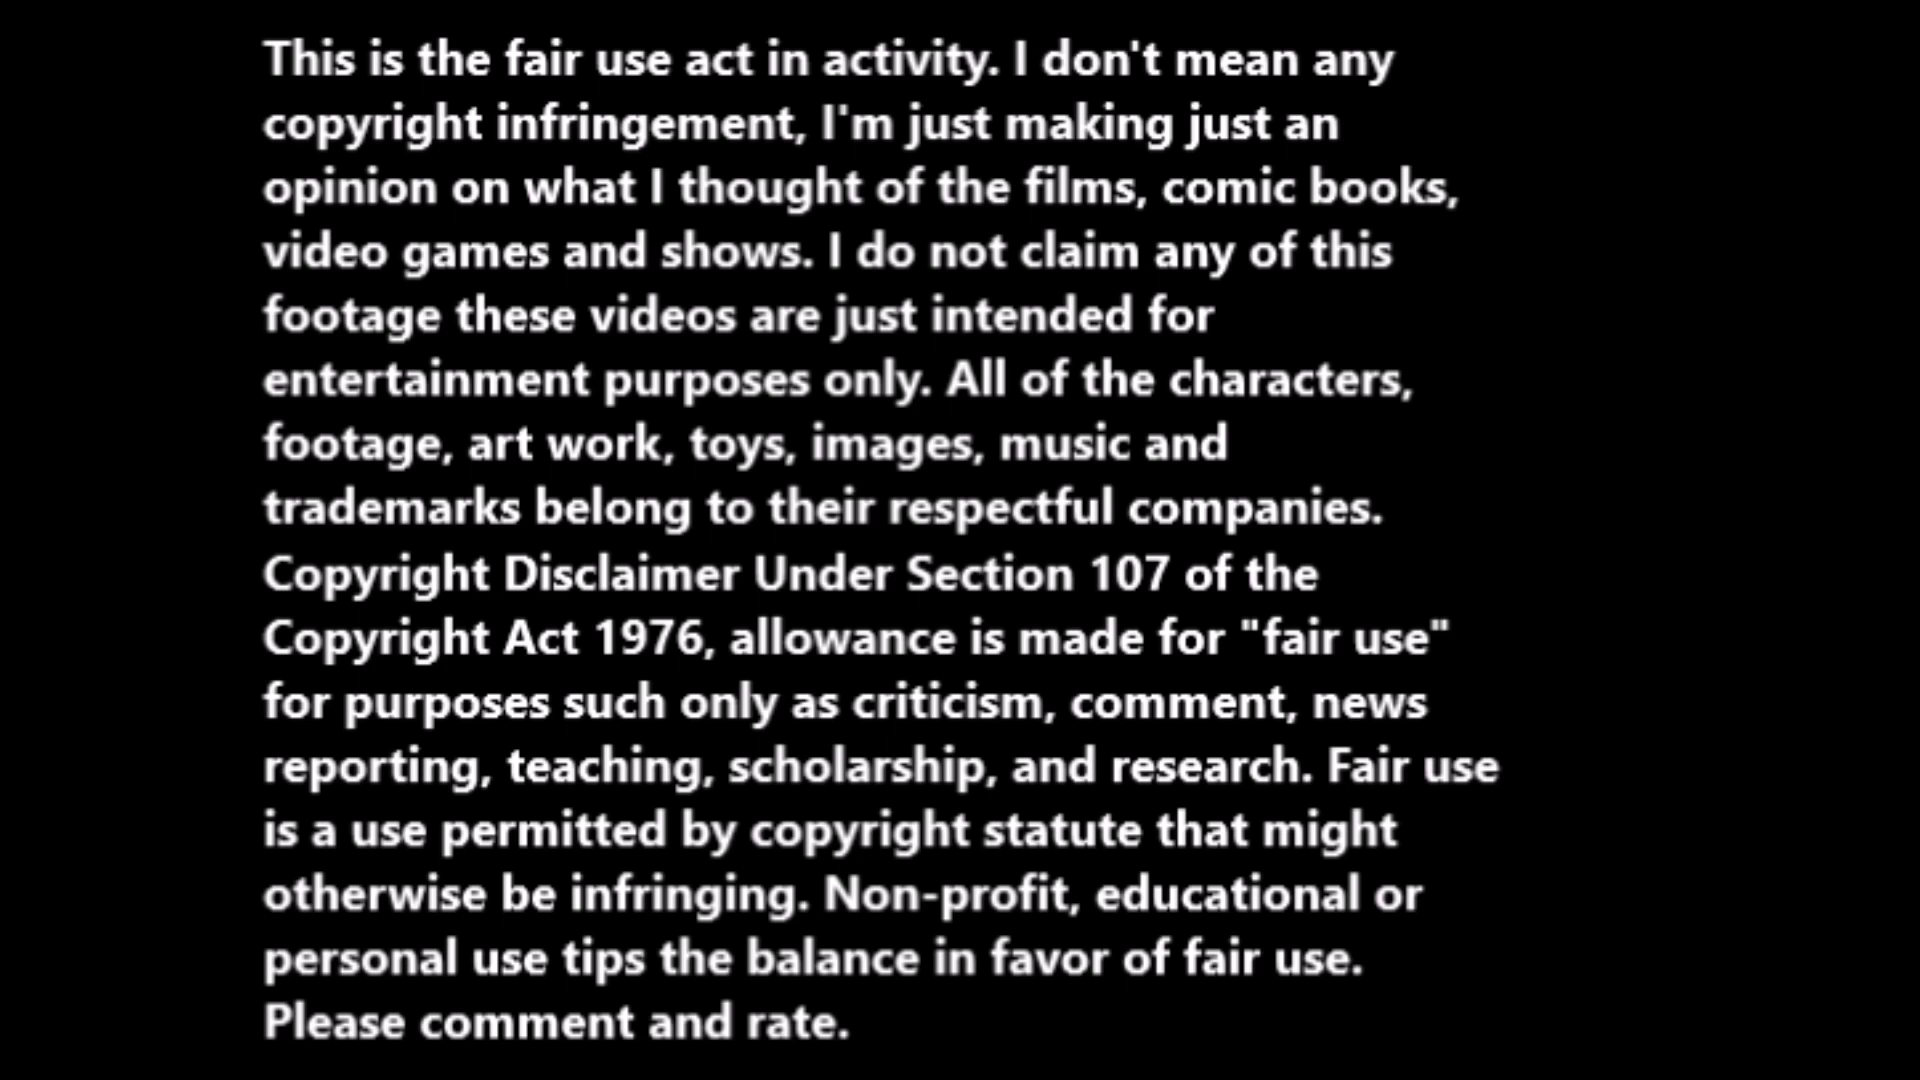 This is the fair use act in activity. I don't mean any
copyright infringement, I'm just making just an
opinion on what I thought of the films, comic books,
video games and shows. I do not claim any of this
footage these videos are just intended for
entertainment purposes only. All of the characters,
footage, art work, toys, images, music and
trademarks belong to their respectful companies.
Copyright Disclaimer Under Section 107 of the
Copyright Act 1976, allowance is made for "fair use"
for purposes such only as criticism, comment, news
reporting, teaching, scholarship, and research. Fair use
is a use permitted by copyright statute that might
otherwise be infringing. Non-profit, educational or
personal use tips the balance in favor of fair use.
Please comment and rate.